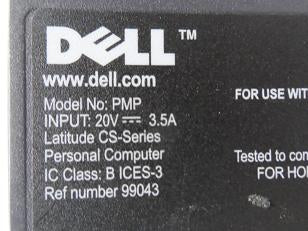 DELL™
www.dell.com
Model No: PMP
INPUT: 20V ⎓ 3.5A
Latitude CS-Series
Personal Computer
IC Class: B ICES-3
Ref number 99043
FOR USE WIT
Tested to com
FOR HO